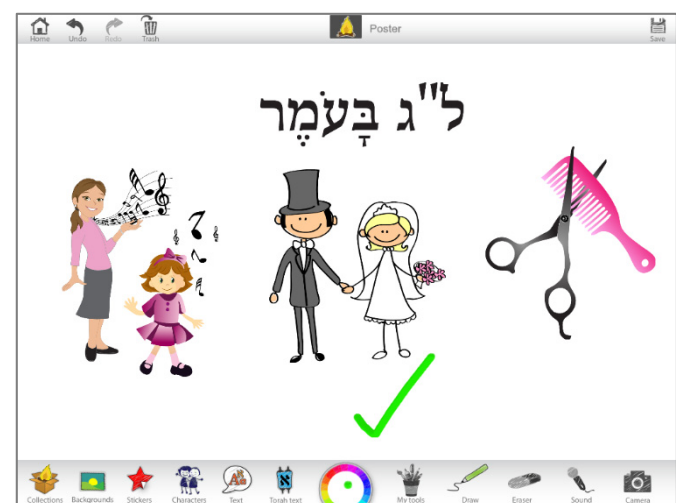 Home Undo Redo Trash Poster Save
ל"ג בָּעֹמֶר
Collections Backgrounds Stickers Characters Text Torah text My tools Draw Eraser Sound Camera